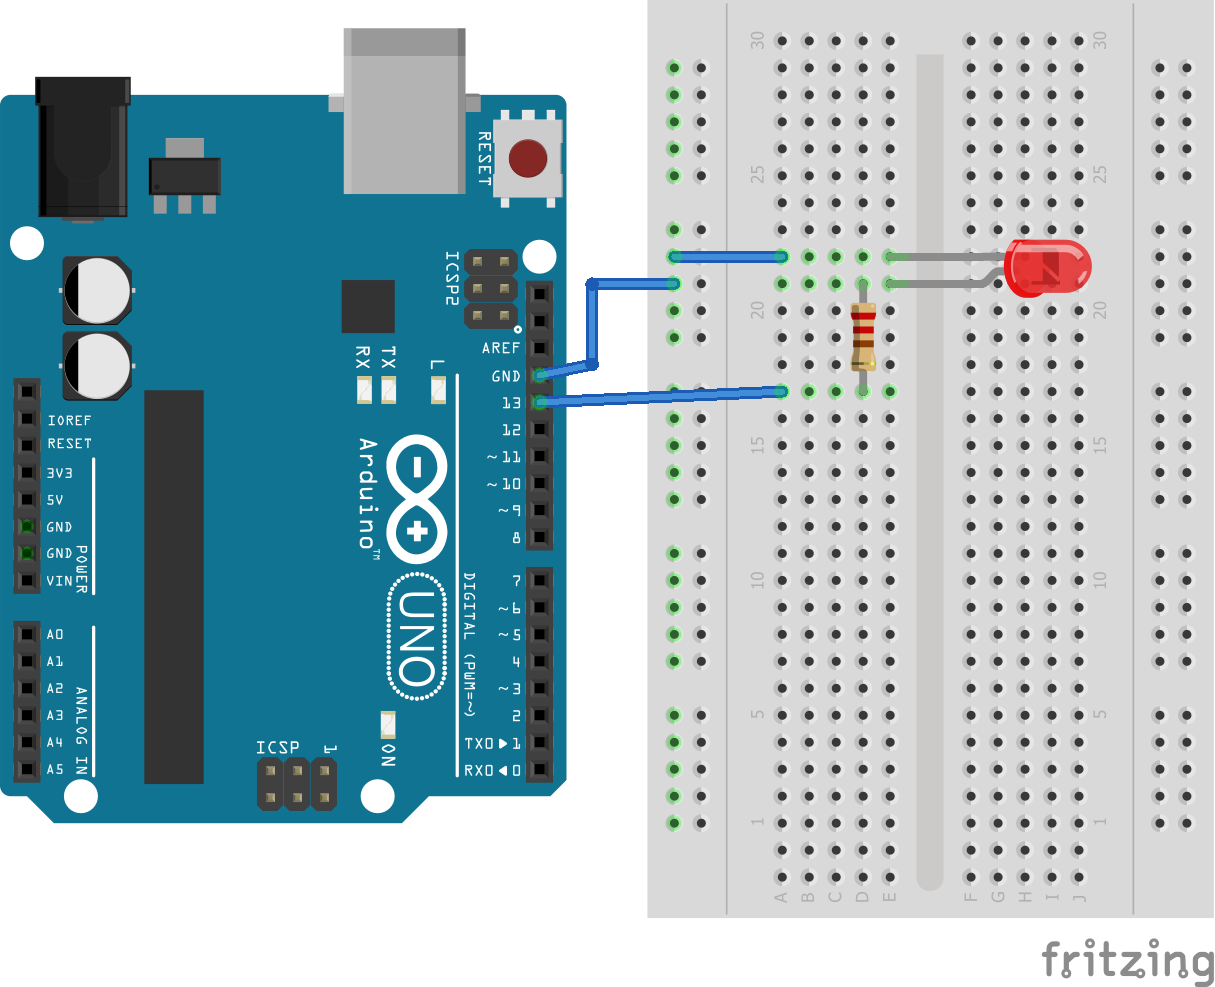 RESET
ICSP2
AREF
GND
13
12
~11
~10
~9
8
7
~6
~5
4
~3
2
TX0▶1
RX0◀0
DIGITAL (PWM=~)
RX
TX
L
Arduino™
UNO
ON
ICSP
1
IOREF
RESET
3V3
5V
GND
GND
VIN
POWER
A0
A1
A2
A3
A4
A5
ANALOG IN
30
25
20
15
10
5
1
30
25
20
15
10
5
1
A B C D E F G H I J
fritzing